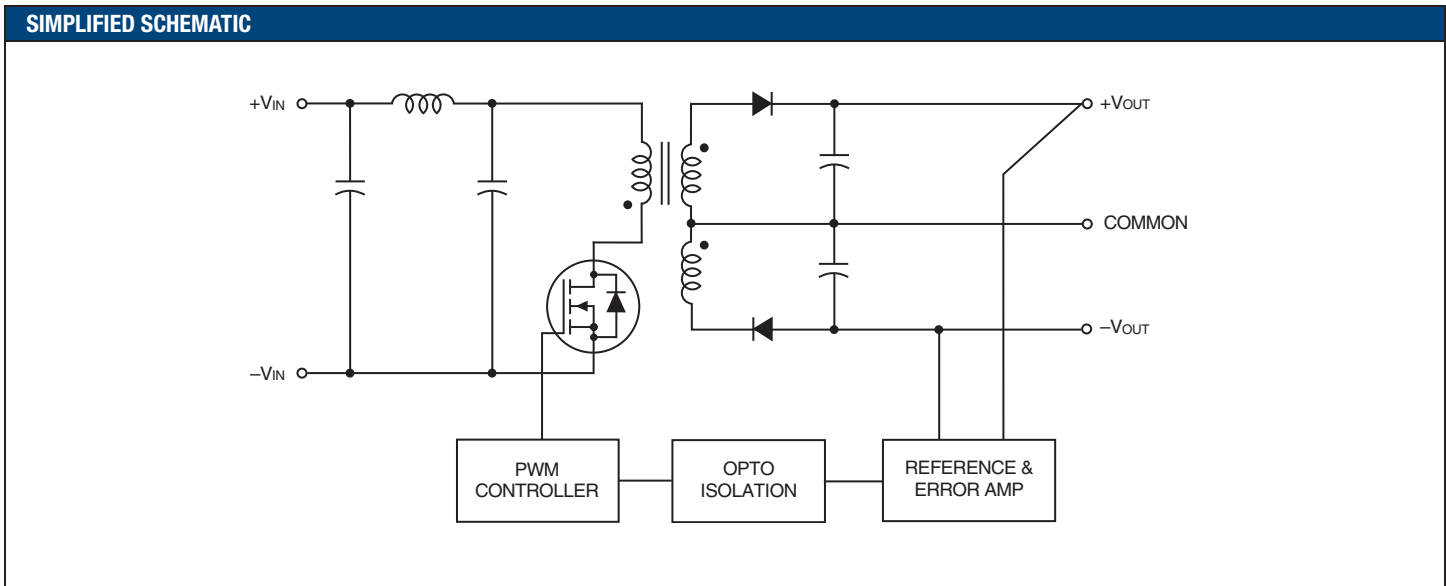 SIMPLIFIED SCHEMATIC
+VIN
+VOUT
COMMON
–VOUT
–VIN
PWM
CONTROLLER
OPTO
ISOLATION
REFERENCE &
ERROR AMP